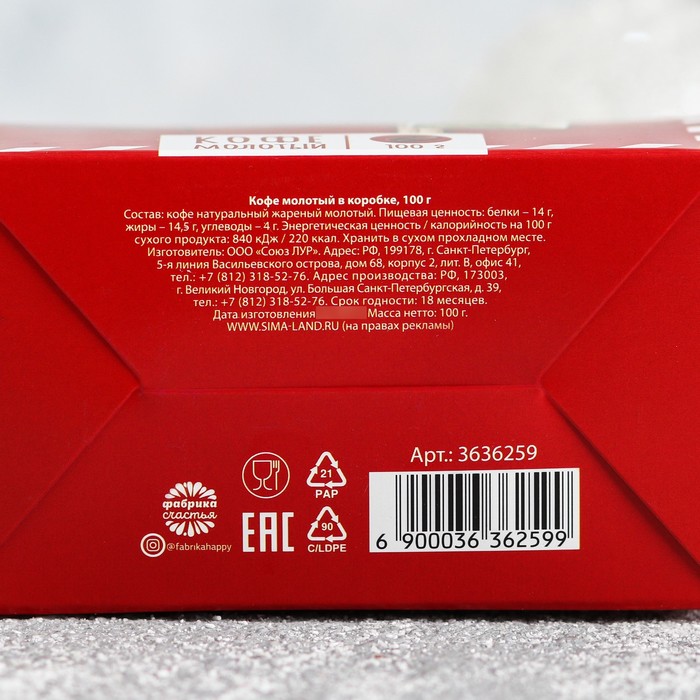 КОФЕ
МОЛОТЫЙ
100 г
Кофе молотый в коробке, 100 г
Состав: кофе натуральный жареный молотый. Пищевая ценность: белки – 14 г,
жиры – 14,5 г, углеводы – 4 г. Энергетическая ценность / калорийность на 100 г
сухого продукта: 840 кДж / 220 ккал. Хранить в сухом прохладном месте.
Изготовитель: ООО «Союз ЛУР». Адрес: РФ, 199178, г. Санкт-Петербург,
5-я линия Васильевского острова, дом 68, корпус 2, лит. В, офис 41,
тел.: +7 (812) 318-52-76. Адрес производства: РФ, 173003,
г. Великий Новгород, ул. Большая Санкт-Петербургская, д. 39,
тел.: +7 (812) 318-52-76. Срок годности: 18 месяцев.
Дата изготовления Масса нетто: 100 г.
WWW.SIMA-LAND.RU (на правах рекламы)
Арт.: 3636259
21
PAP
фабрика
счастья
@fabrikahappy
EAC
90
C/LDPE
6 900036 362599